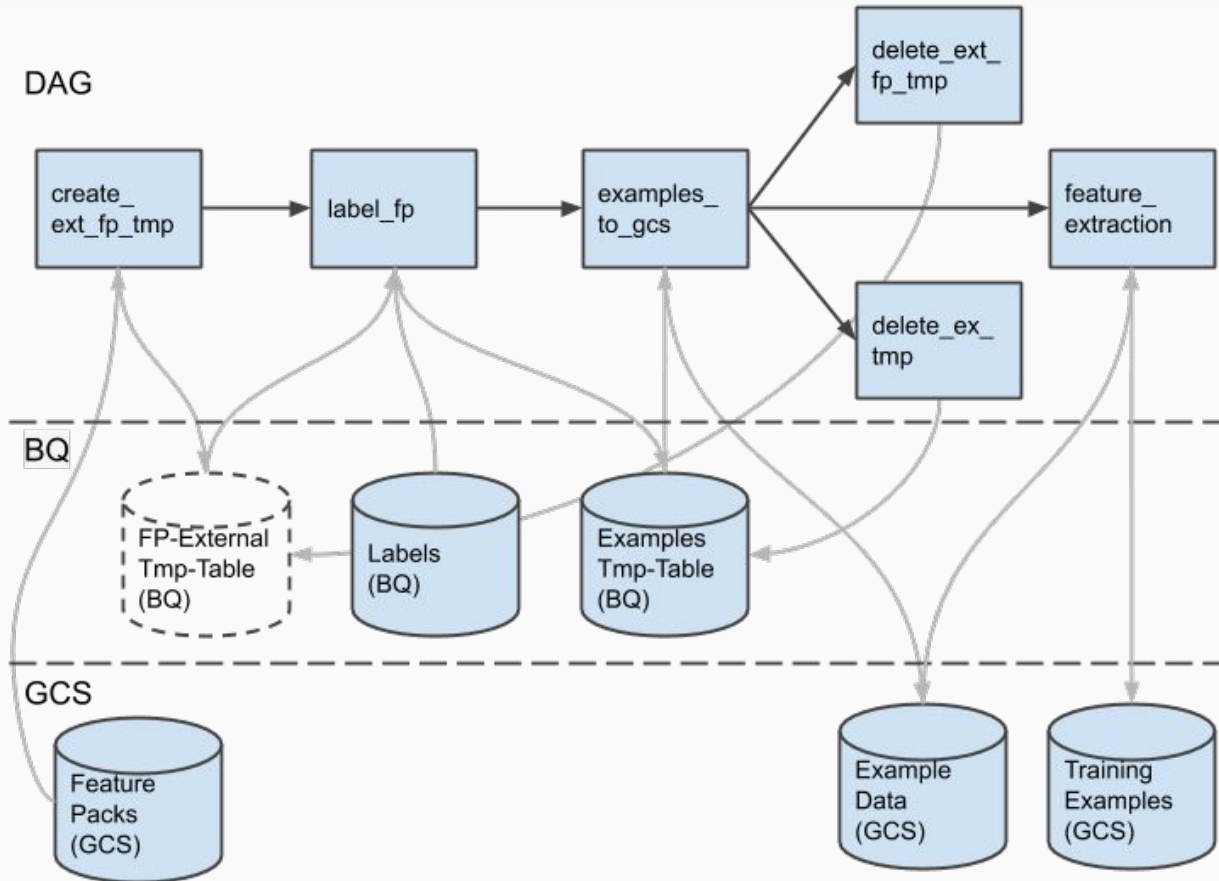 DAG
delete_ext_
fp_tmp
create_
ext_fp_tmp
label_fp
examples_
to_gcs
feature_
extraction
delete_ex_
tmp
BQ
FP-External
Tmp-Table
(BQ)
Labels
(BQ)
Examples
Tmp-Table
(BQ)
GCS
Feature
Packs
(GCS)
Example
Data
(GCS)
Training
Examples
(GCS)